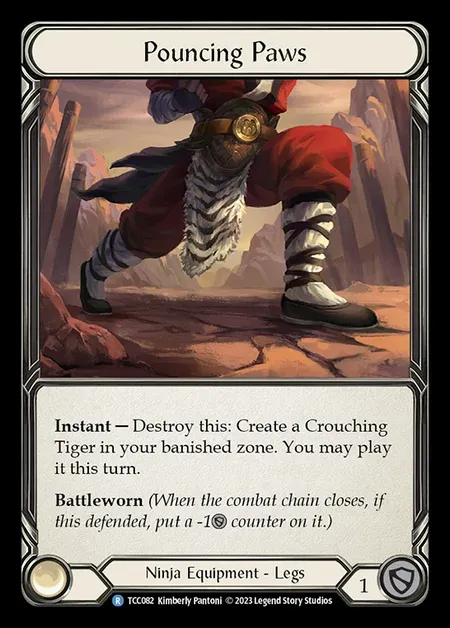 Pouncing Paws
Instant — Destroy this: Create a Crouching
Tiger in your banished zone. You may play
it this turn.
Battleworn (When the combat chain closes, if
this defended, put a -1 counter on it.)
Ninja Equipment - Legs
1
R TCC082 Kimberly Pantoni © 2023 Legend Story Studios